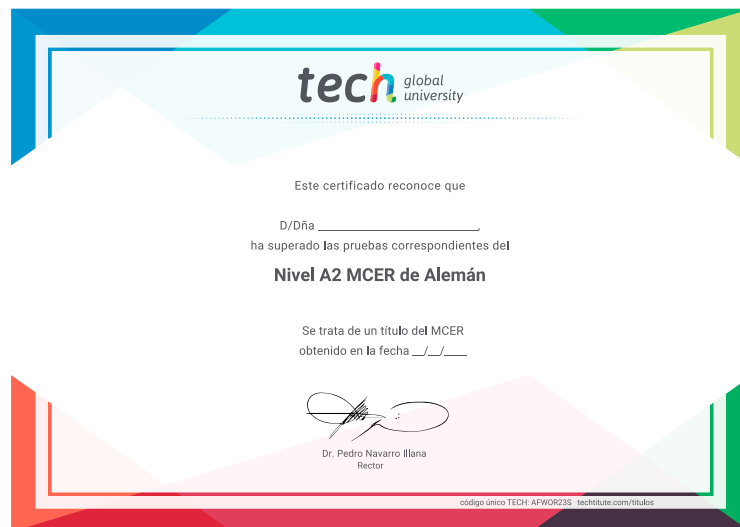 tech global university
Este certificado reconoce que
D/Dña ________________________,
ha superado las pruebas correspondientes del
Nivel A2 MCER de Alemán
Se trata de un título del MCER
obtenido en la fecha __/__/____
Dr. Pedro Navarro Illana
Rector
código único TECH: AFWOR23S techtitute.com/titulos